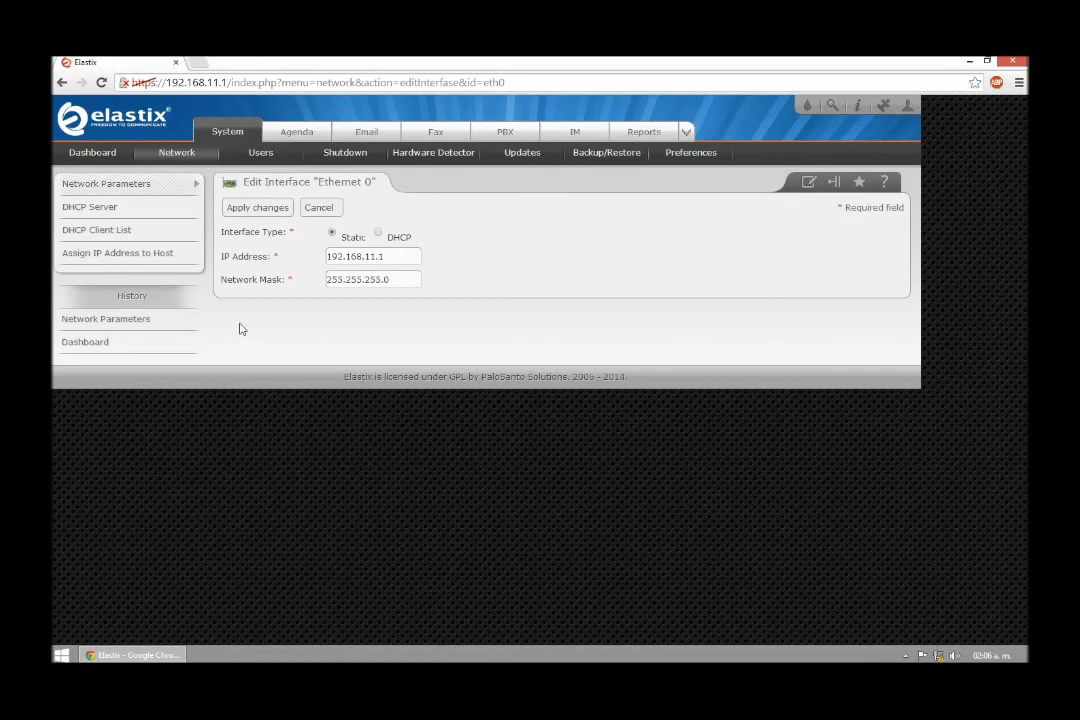 Elastix
https://192.168.11.1/index.php?menu=network&action=editInterfase&id=eth0
ABP
elastix
FREEDOM TO COMMUNICATE
System Agenda Email Fax PBX IM Reports
Dashboard Network Users Shutdown Hardware Detector Updates Backup/Restore Preferences
Network Parameters
DHCP Server
DHCP Client List
Assign IP Address to Host
History
Network Parameters
Dashboard
Edit Interface "Ethernet 0"
Apply changes Cancel
* Required field
Interface Type: * Static DHCP
IP Address: * 192.168.11.1
Network Mask: * 255.255.255.0
Elastix is licensed under GPL by PaloSanto Solutions. 2006 - 2014.
Elastix - Google Chro...
02:06 a. m.